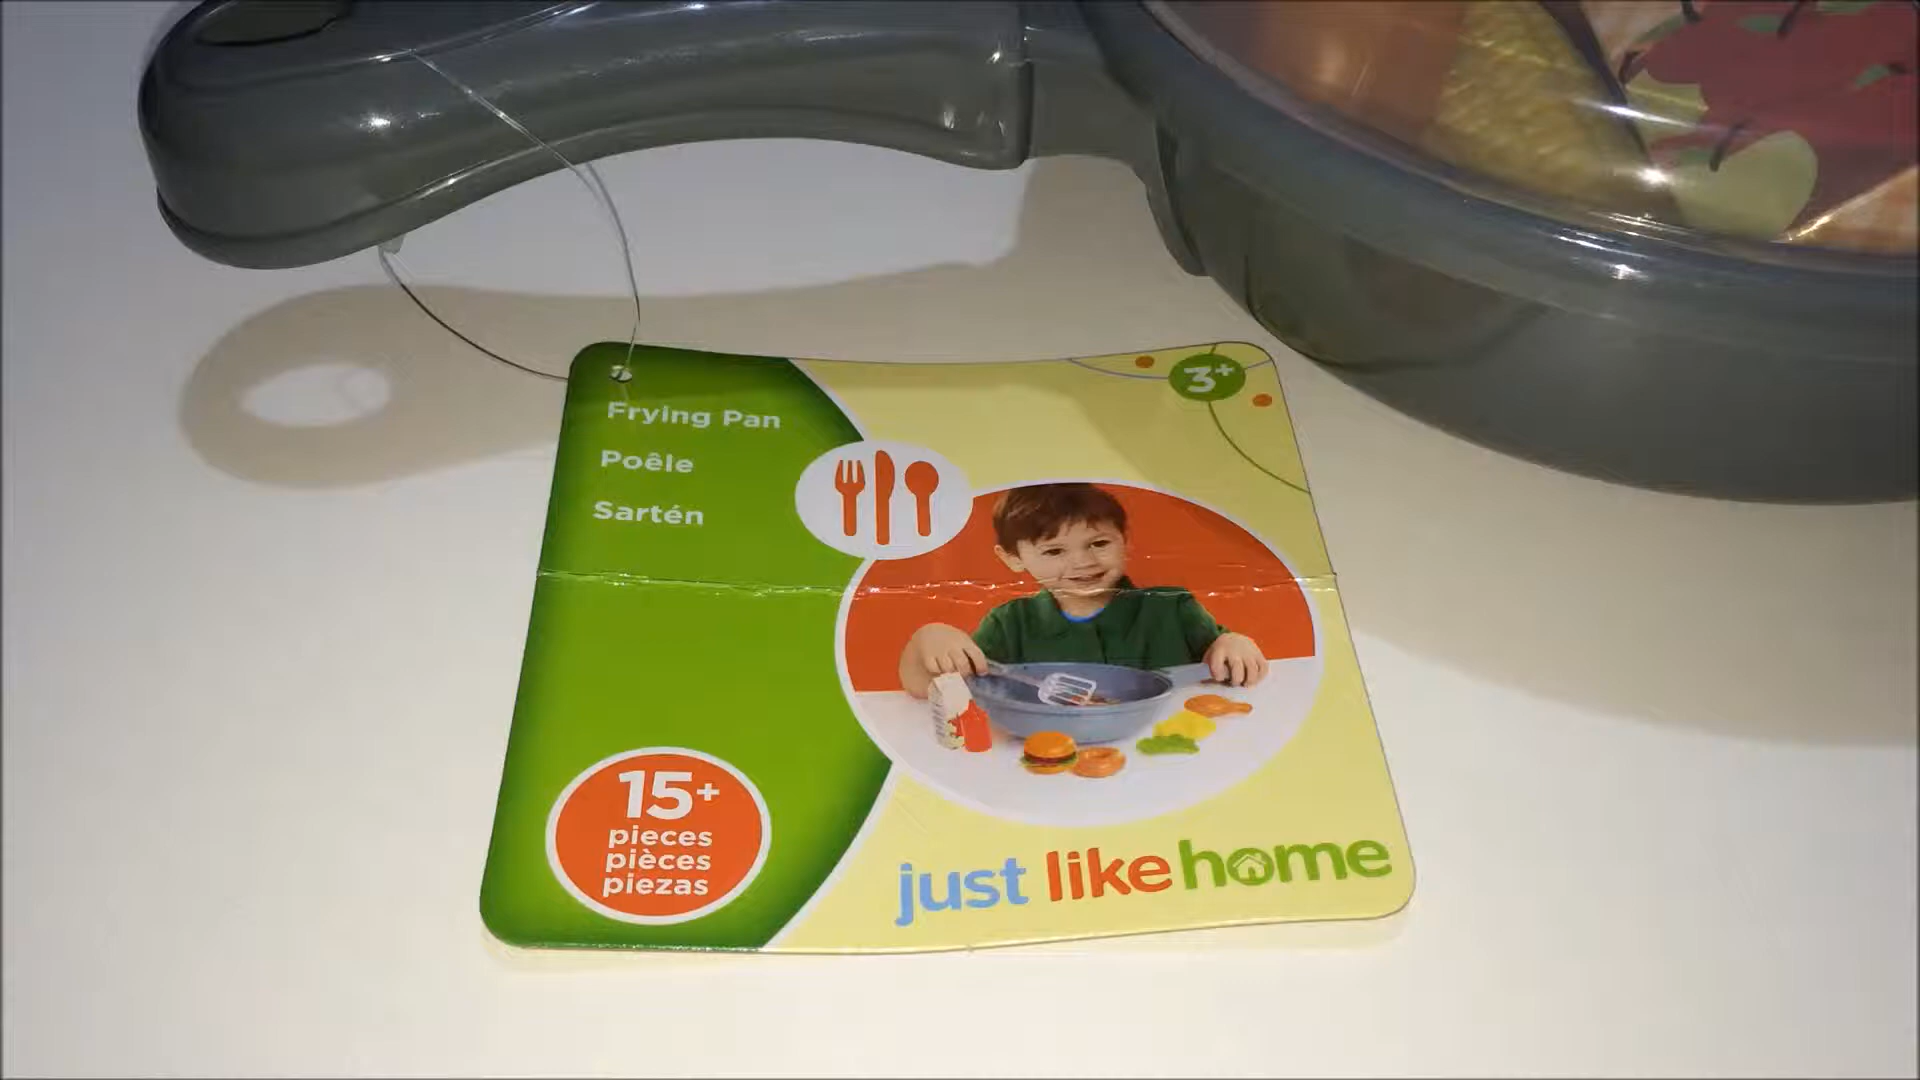 Frying Pan
Poêle
Sartén
3+
15+
pieces
pièces
piezas
just like home